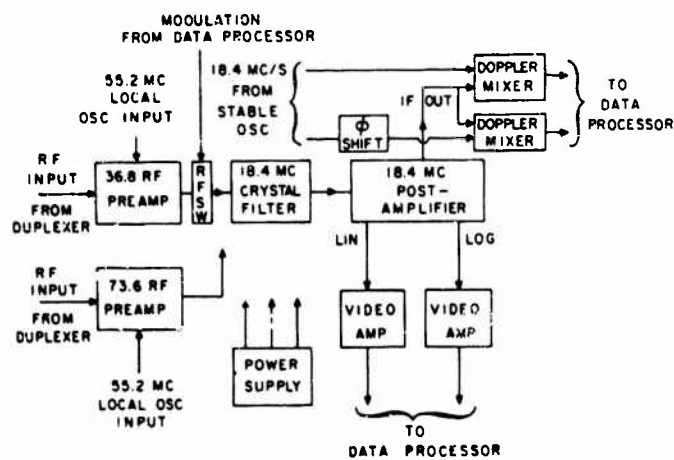 MODULATION
FROM DATA PROCESSOR
55.2 MC
LOCAL
OSC INPUT
18.4 MC/S
FROM
STABLE
OSC
DOPPLER
MIXER
IF OUT
DOPPLER
MIXER
TO
DATA
PROCESSOR
Φ
SHIFT
RF
INPUT
FROM
DUPLEXER
36.8 RF
PREAMP
RFSW
18.4 MC
CRYSTAL
FILTER
18.4 MC
POST-
AMPLIFIER
LIN
LOG
RF
INPUT
FROM
DUPLEXER
73.6 RF
PREAMP
55.2 MC
LOCAL OSC
INPUT
POWER
SUPPLY
VIDEO
AMP
VIDEO
AMP
TO
DATA PROCESSOR